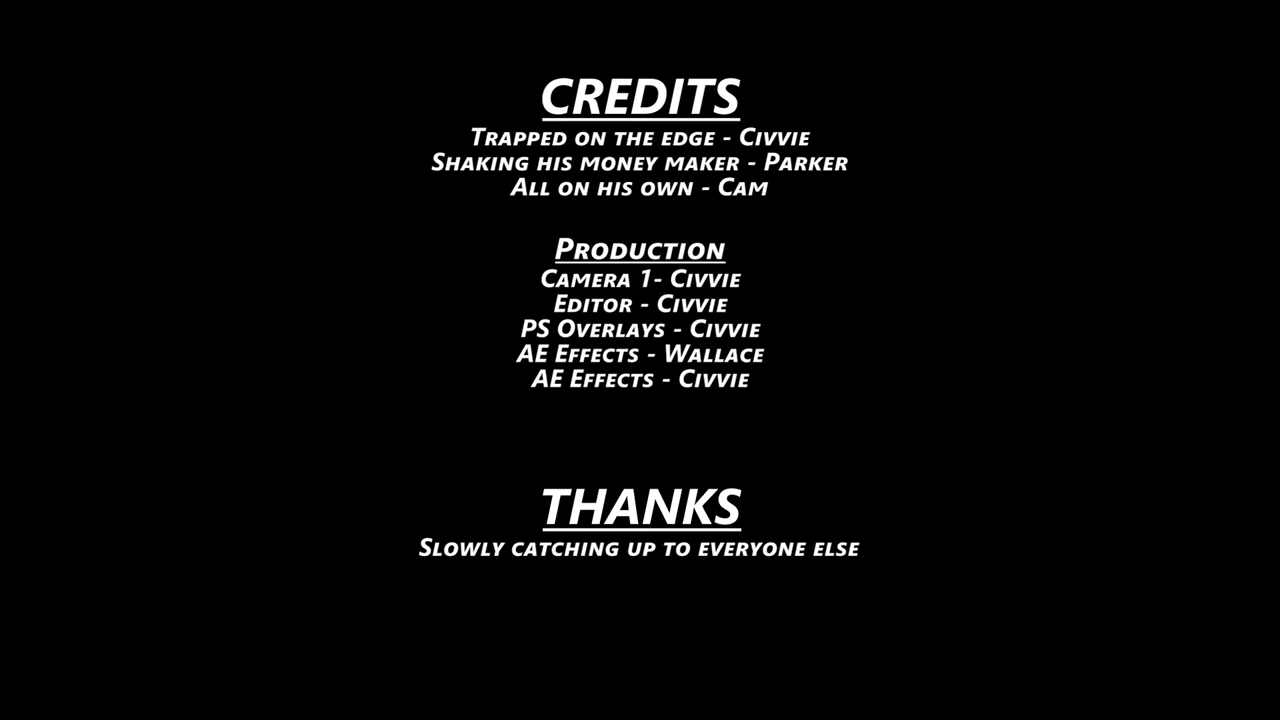 CREDITS
Trapped on the edge - Civvie
Shaking his money maker - Parker
All on his own - Cam
Production
Camera 1- Civvie
Editor - Civvie
PS Overlays - Civvie
AE Effects - Wallace
AE Effects - Civvie
THANKS
Slowly catching up to everyone else